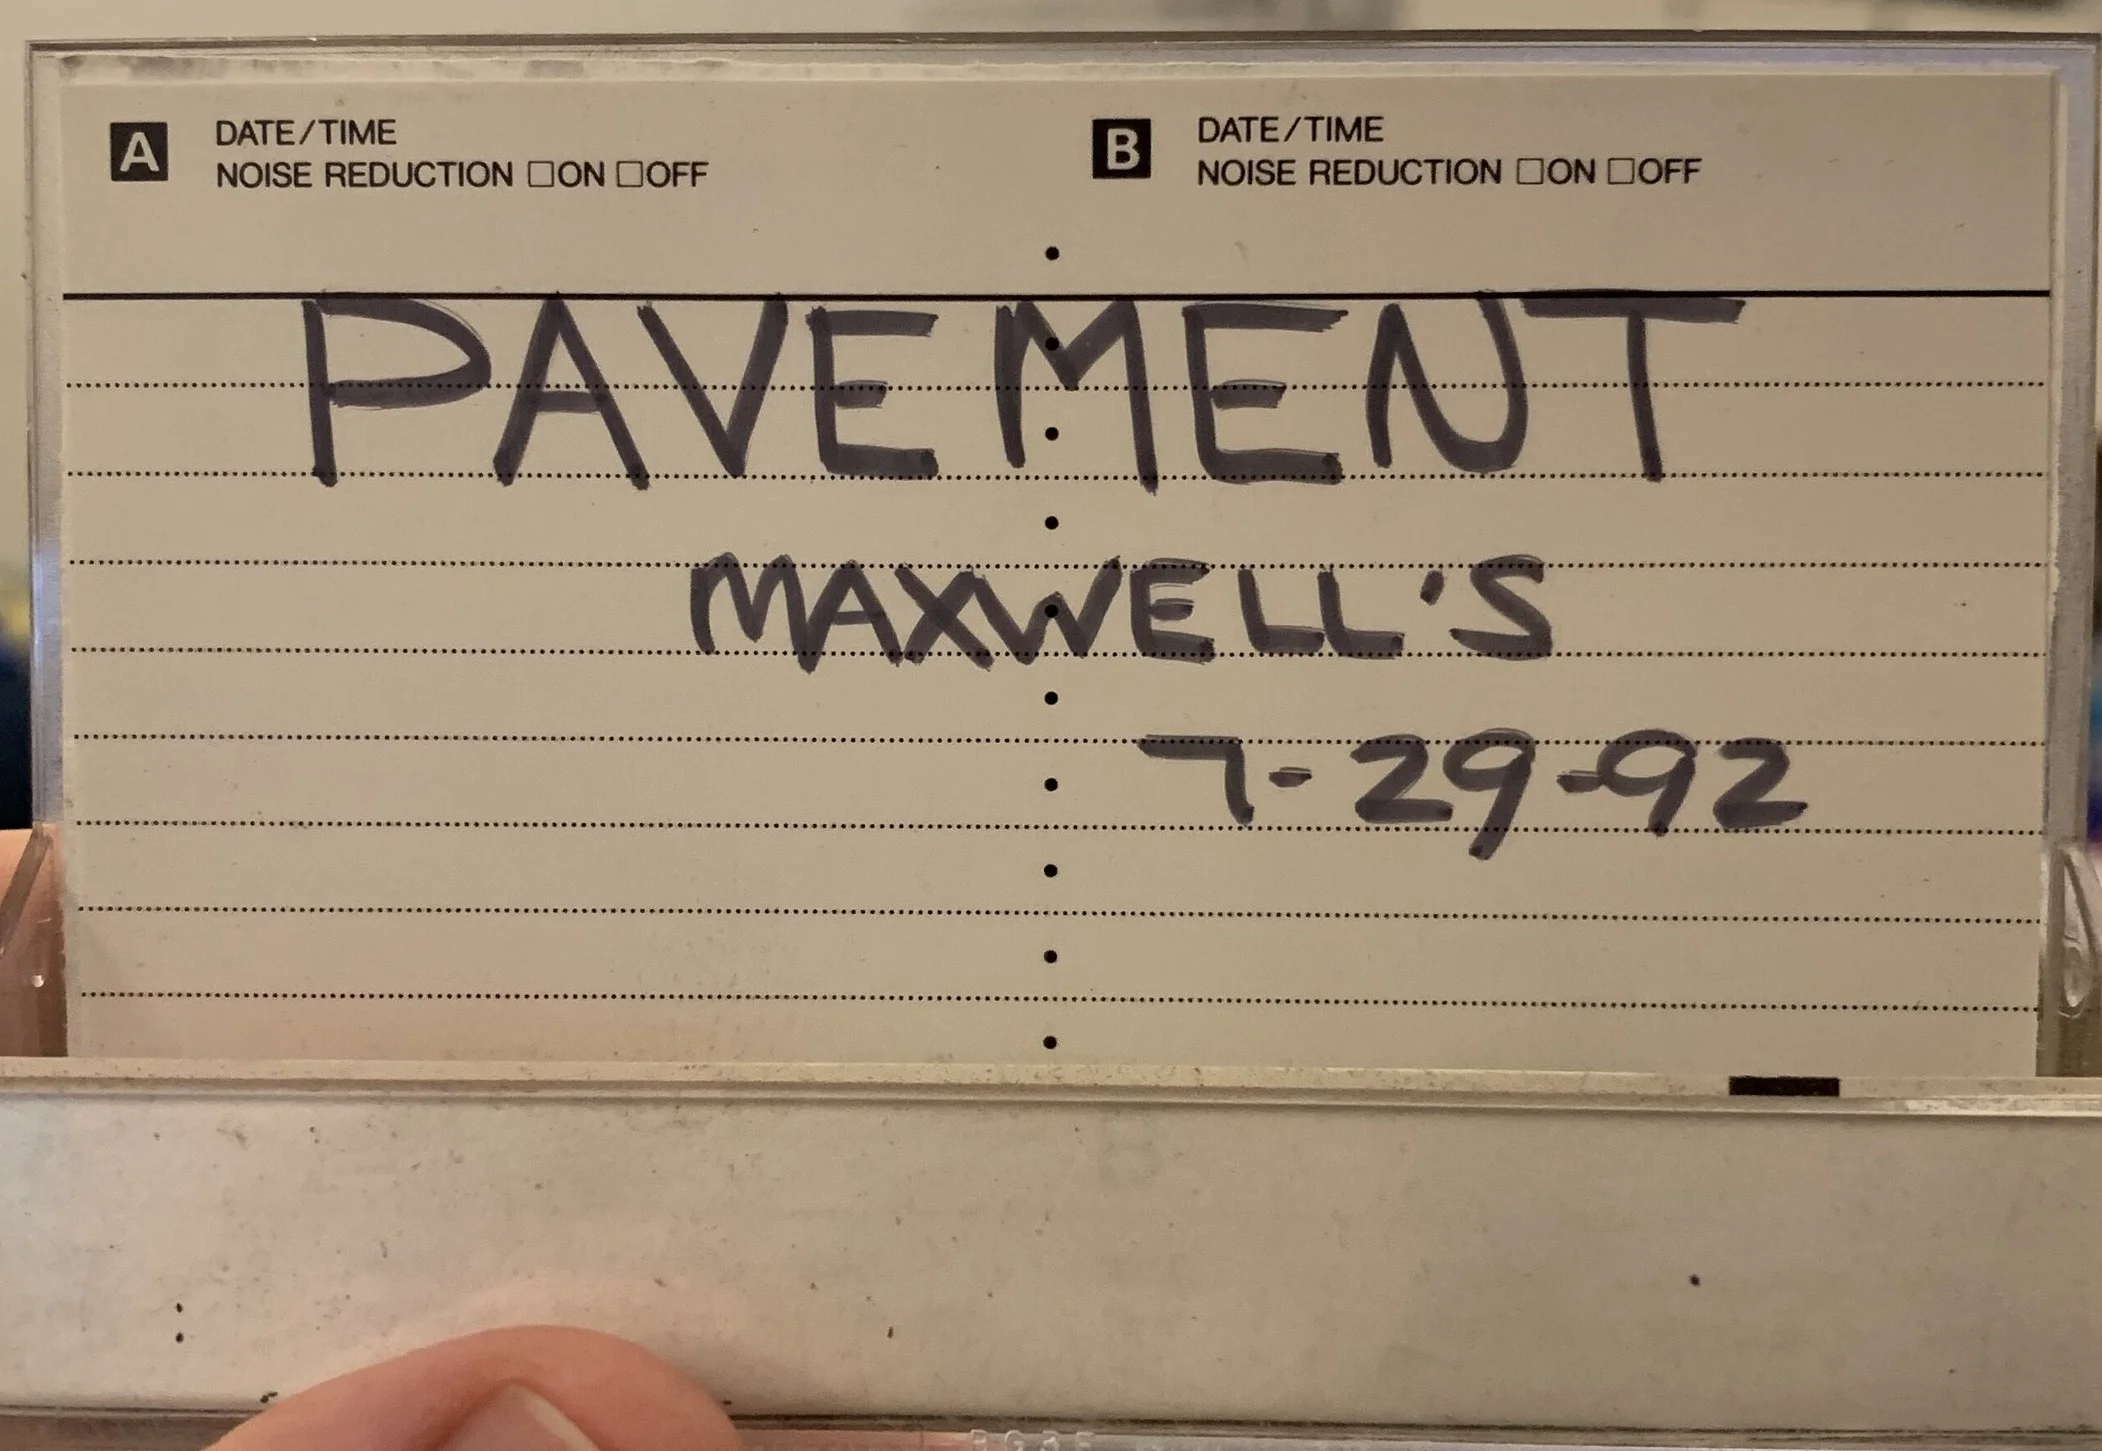 A DATE/TIME
NOISE REDUCTION □ON □OFF
B DATE/TIME
NOISE REDUCTION □ON □OFF
PAVEMENT
MAXWELL'S
7-29-92